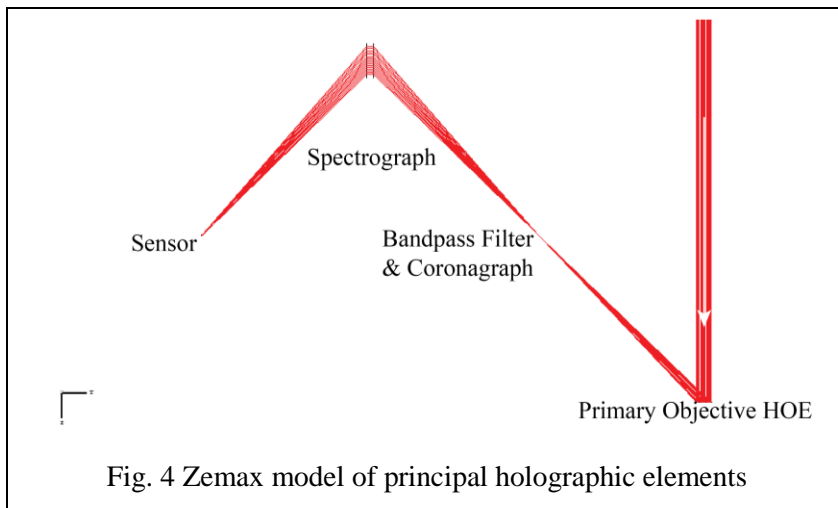 Spectrograph
Sensor
Bandpass Filter
& Coronagraph
Primary Objective HOE
Fig. 4 Zemax model of principal holographic elements